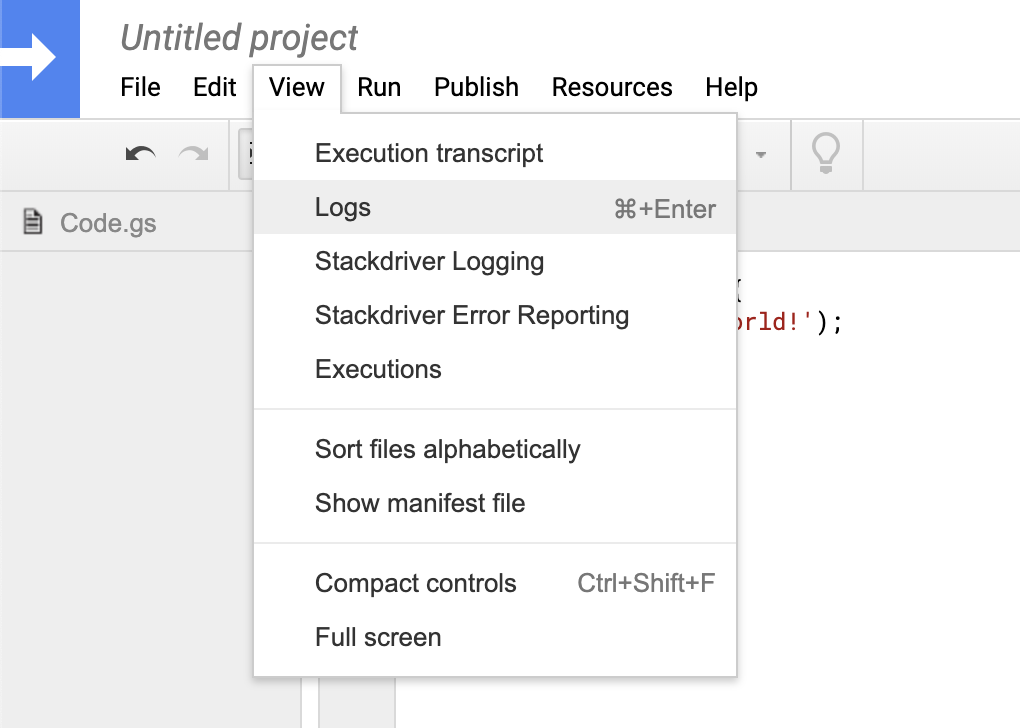 Untitled project
File Edit View Run Publish Resources Help
Execution transcript
Logs ⌘+Enter
Code.gs
Stackdriver Logging
Stackdriver Error Reporting
orld!');
Executions
Sort files alphabetically
Show manifest file
Compact controls Ctrl+Shift+F
Full screen